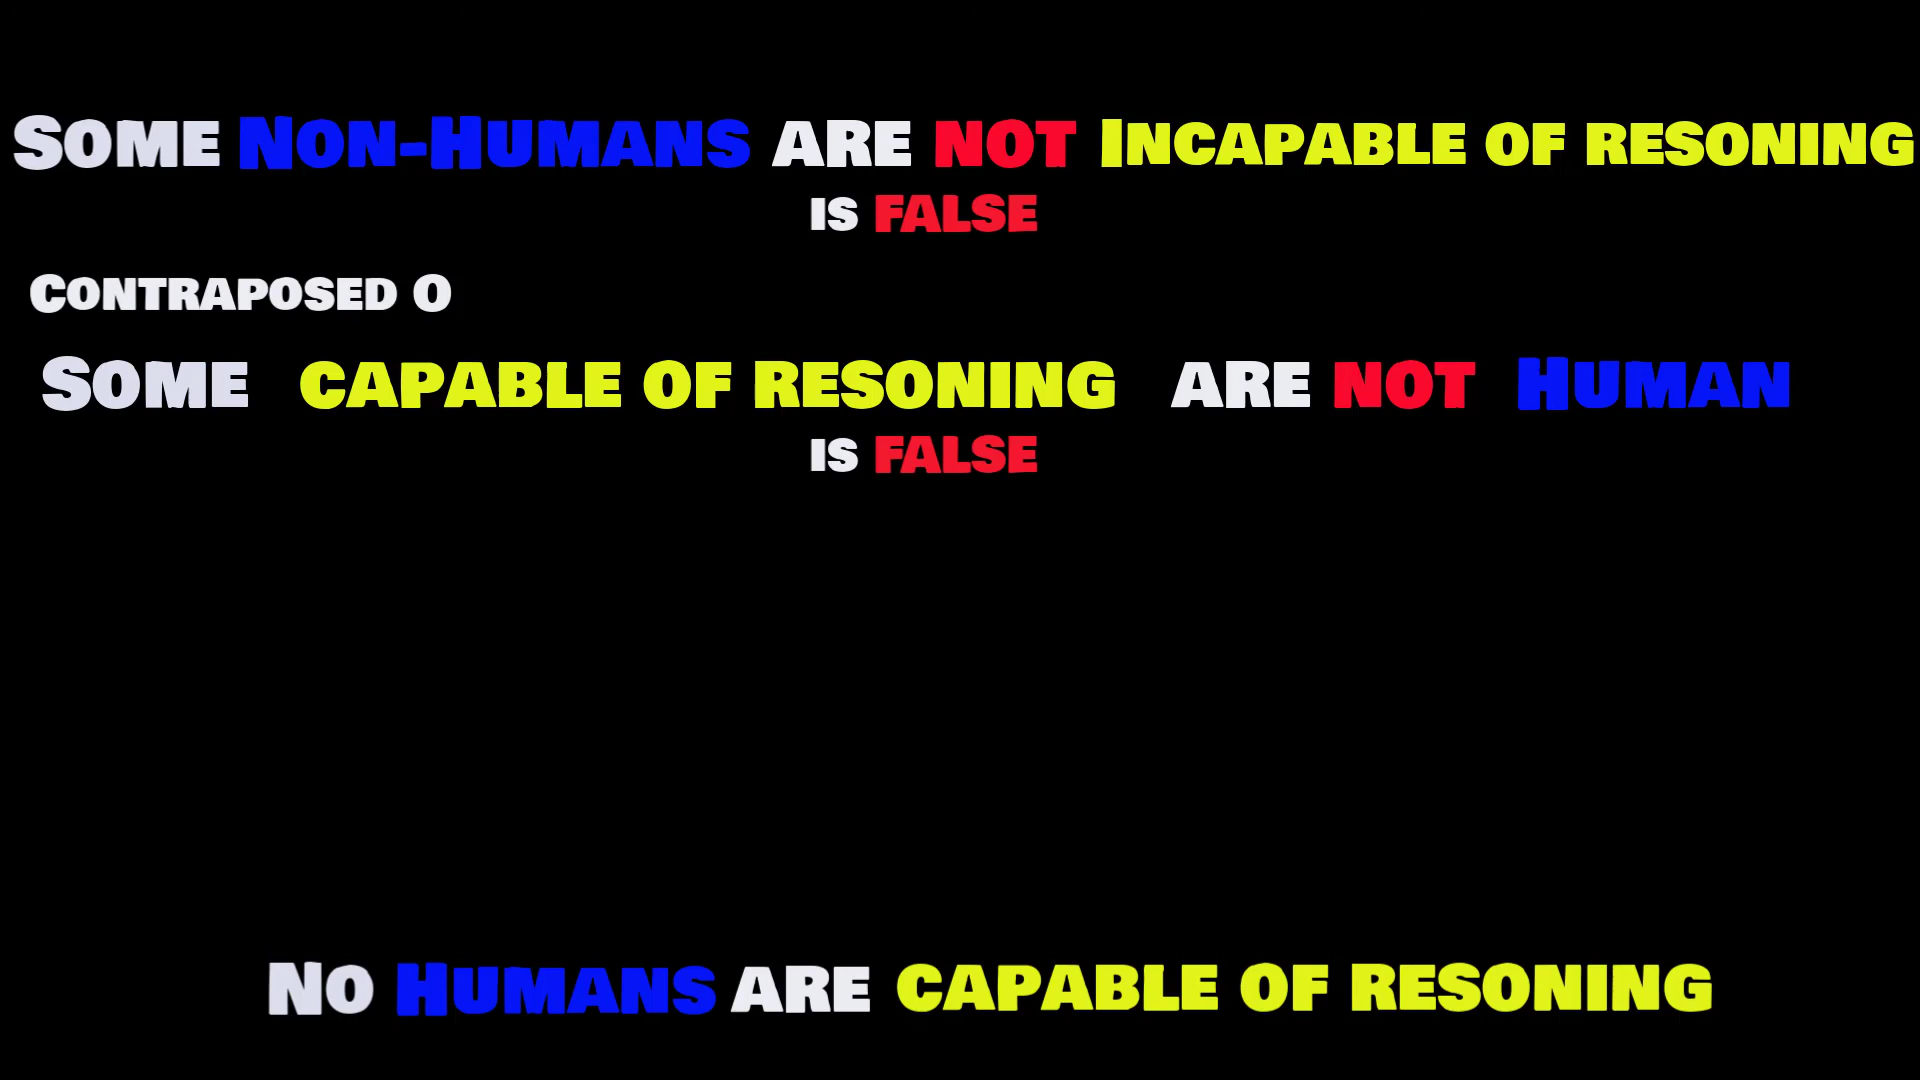 Some Non-Humans are not Incapable of resoning
is false
Contraposed O
Some capable of resoning are not Human
is false
No Humans are capable of resoning